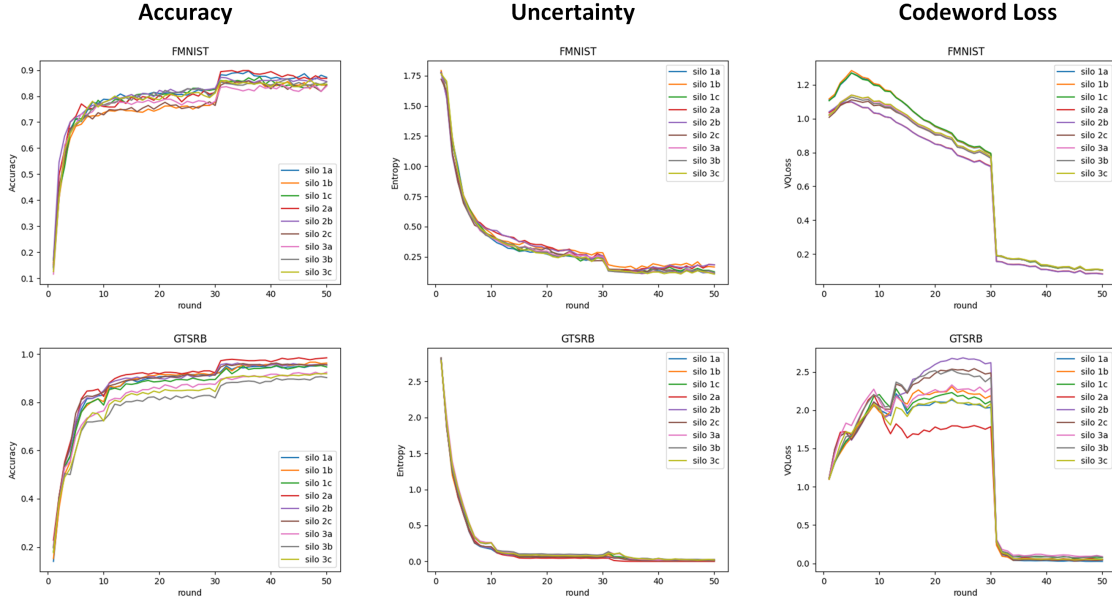 Accuracy
Uncertainty
Codeword Loss
FMNIST
Accuracy
0.9
0.8
0.7
0.6
0.5
0.4
0.3
0.2
0.1
silo 1a
silo 1b
silo 1c
silo 2a
silo 2b
silo 2c
silo 3a
silo 3b
silo 3c
0 10 20 30 40 50
round
FMNIST
Entropy
1.75
1.50
1.25
1.00
0.75
0.50
0.25
silo 1a
silo 1b
silo 1c
silo 2a
silo 2b
silo 2c
silo 3a
silo 3b
silo 3c
0 10 20 30 40 50
round
FMNIST
VQLoss
1.2
1.0
0.8
0.6
0.4
0.2
silo 1a
silo 1b
silo 1c
silo 2a
silo 2b
silo 2c
silo 3a
silo 3b
silo 3c
0 10 20 30 40 50
round
GTSRB
Accuracy
1.0
0.8
0.6
0.4
0.2
silo 1a
silo 1b
silo 1c
silo 2a
silo 2b
silo 2c
silo 3a
silo 3b
silo 3c
0 10 20 30 40 50
round
GTSRB
Entropy
2.5
2.0
1.5
1.0
0.5
0.0
silo 1a
silo 1b
silo 1c
silo 2a
silo 2b
silo 2c
silo 3a
silo 3b
silo 3c
0 10 20 30 40 50
round
GTSRB
VQLoss
2.5
2.0
1.5
1.0
0.5
0.0
silo 1a
silo 1b
silo 1c
silo 2a
silo 2b
silo 2c
silo 3a
silo 3b
silo 3c
0 10 20 30 40 50
round